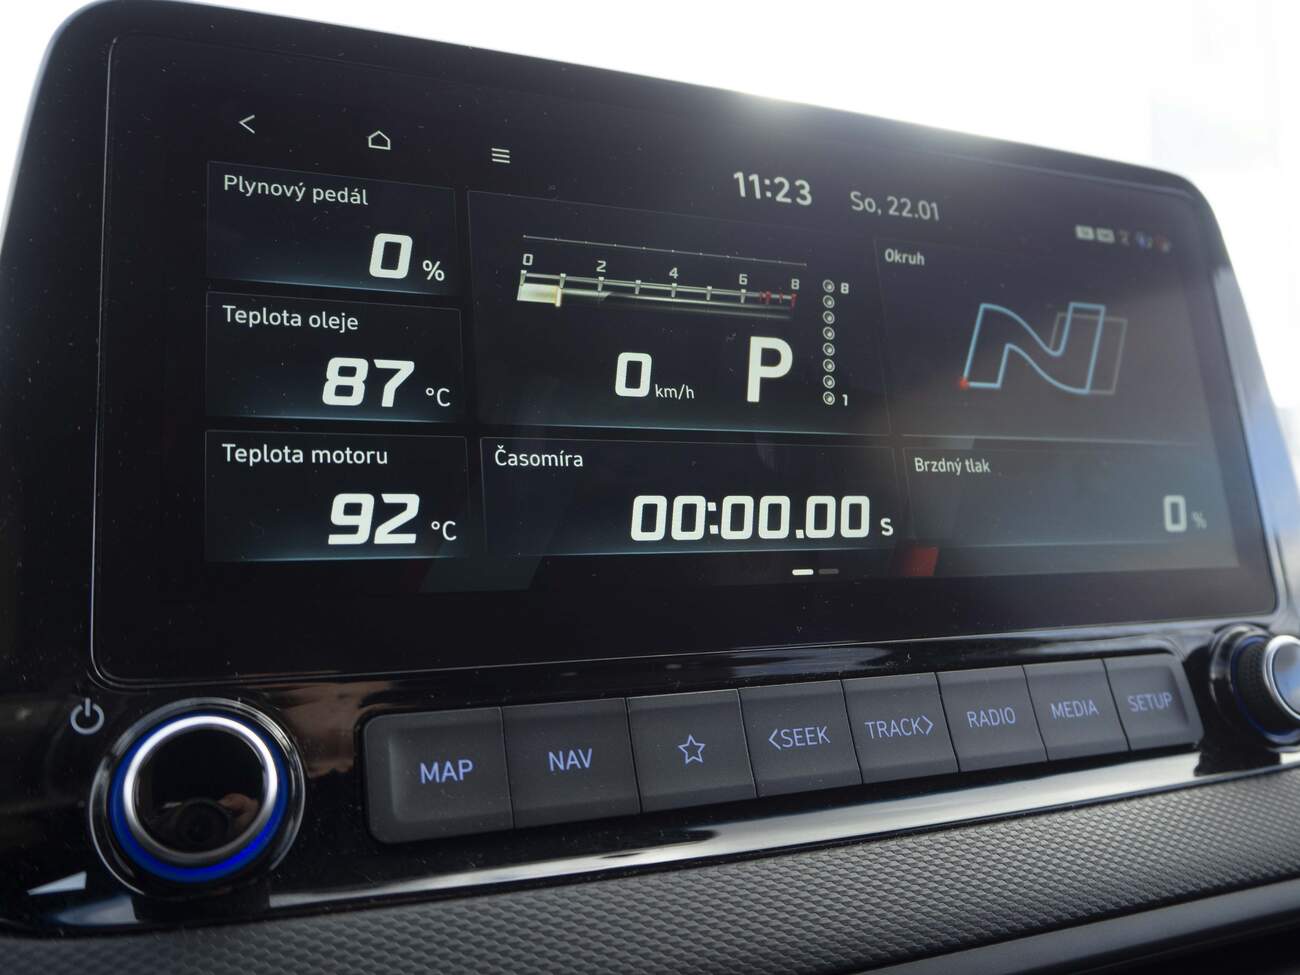 11:23 So, 22.01
Plynový pedál
0 %
Teplota oleje
87 °C
Teplota motoru
92 °C
0 2 4 6 8
0 km/h
P
8
1
Časomíra
00:00.00 s
Okruh
N
Brzdný tlak
0 %
MAP NAV <SEEK TRACK> RADIO MEDIA SETUP